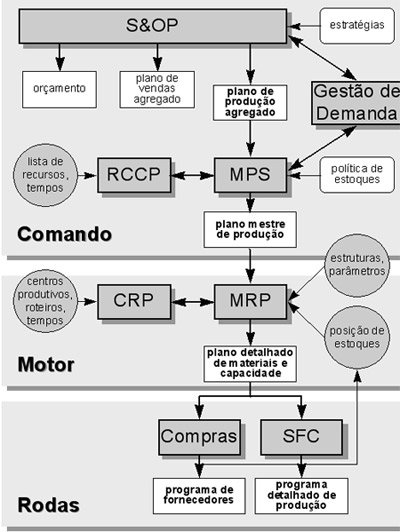 S&OP
estratégias
orçamento
plano de
vendas
agregado
plano de
produção
agregado
Gestão de
Demanda
lista de
recursos,
tempos
RCCP
MPS
política de
estoques
plano mestre
de produção
Comando
estruturas,
parâmetros
centros
produtivos,
roteiros,
tempos
CRP
MRP
posição de
estoques
plano detalhado
de materiais e
capacidade
Motor
Compras
SFC
programa de
fornecedores
programa
detalhado de
produção
Rodas